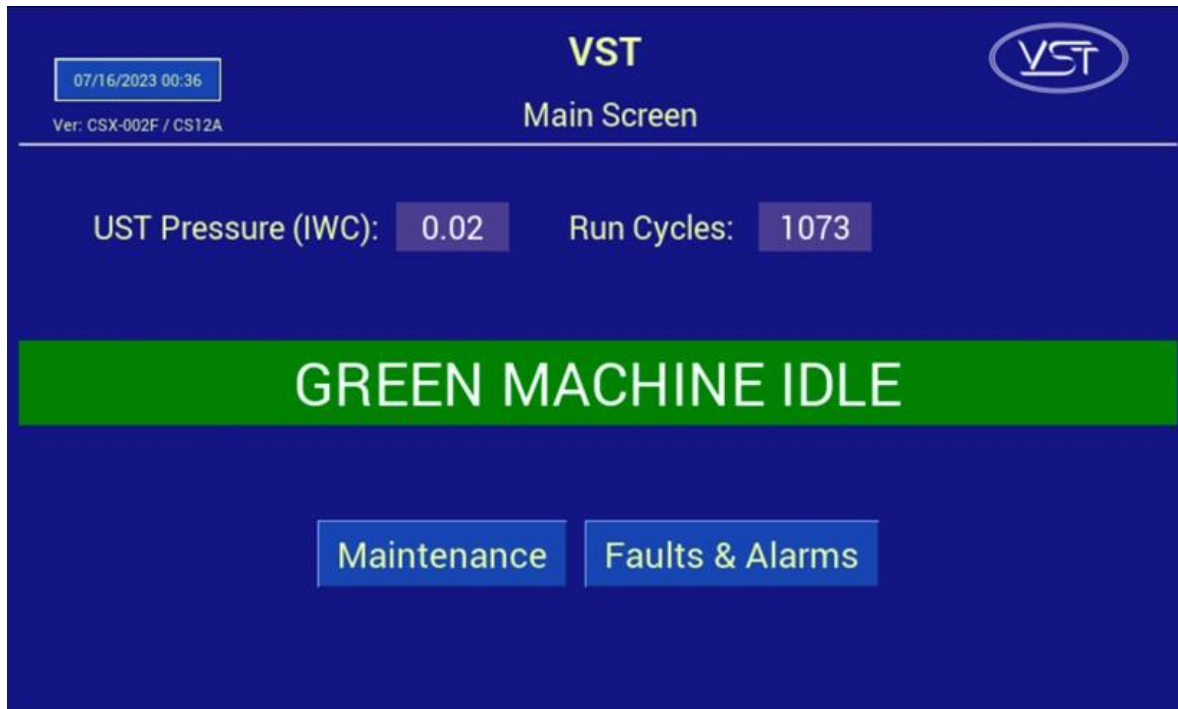 VST
VST
07/16/2023 00:36
Main Screen
Ver: CSX-002F / CS12A
UST Pressure (IWC): 0.02 Run Cycles: 1073
GREEN MACHINE IDLE
Maintenance Faults & Alarms